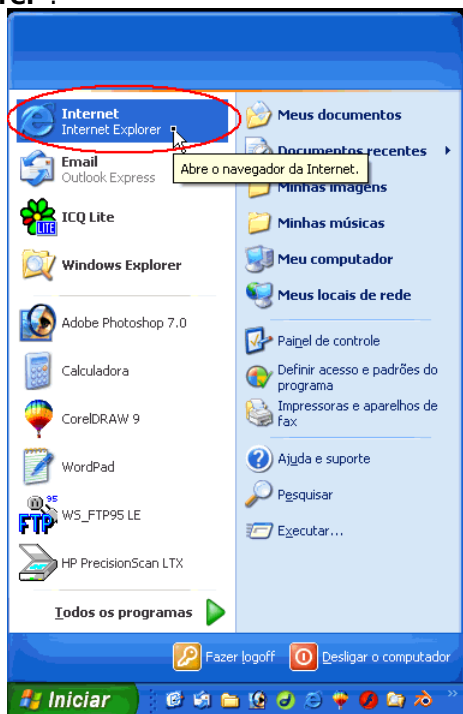 Internet
Internet Explorer
Email
Outlook Express
ICQ Lite
LITE
Windows Explorer
Adobe Photoshop 7.0
Calculadora
CorelDRAW 9
WordPad
95
FTP
WS_FTP95 LE
HP PrecisionScan LTX
Todos os programas
Meus documentos
Documentos recentes
Abre o navegador da Internet.
Minhas imagens
Minhas músicas
Meu computador
Meus locais de rede
Painel de controle
Definir acesso e padrões do
programa
Impressoras e aparelhos de
fax
Ajuda e suporte
Pesquisar
Executar...
Fazer logoff
Desligar o computador
Iniciar